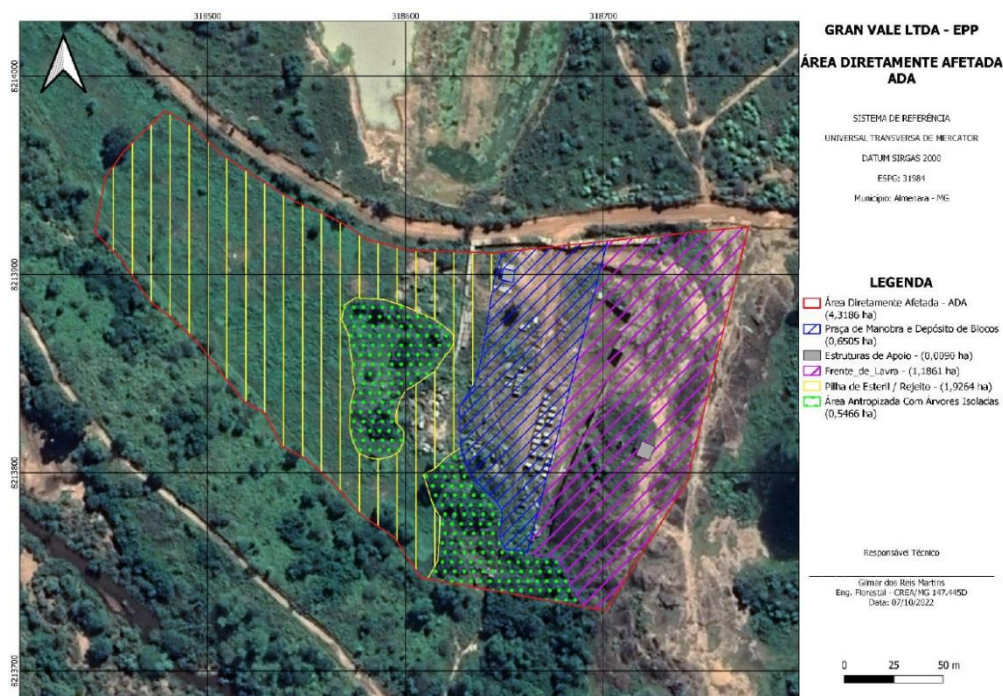 318500
318600
318700
8214000
8213900
8213800
8213700
GRAN VALE LTDA - EPP
ÁREA DIRETAMENTE AFETADA
ADA
SISTEMA DE REFERÊNCIA
UNIVERSAL TRANSVERSA DE MERCATOR
DATUM SIRGAS 2000
ESPG: 31984
Município: Almenara - MG
LEGENDA
Área Diretamente Afetada - ADA
(4,3186 ha)
Praça de Manobra e Depósito de Blocos
(0,6505 ha)
Estruturas de Apoio - (0,0090 ha)
Frente_de_Lavra - (1,1861 ha)
Pilha de Esteril / Rejeito - (1,9264 ha)
Área Antropizada Com Árvores Isoladas
(0,5466 ha)
Responsável Técnico
Gilmar dos Reis Martins
Eng. Florestal - CREA/MG 147.445D
Data: 07/10/2022
0 25 50 m